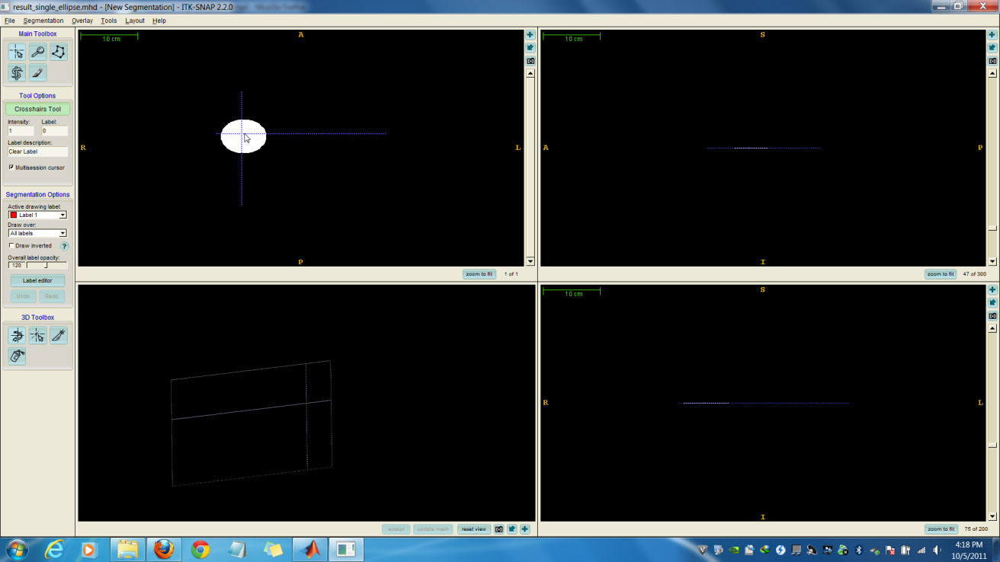 result_single_ellipse.mhd - [New Segmentation] - ITK-SNAP 2.2.0
File Segmentation Overlay Tools Layout Help
Main Toolbox
Tool Options
Crosshairs Tool
Intensity: Label:
1 0
Label description:
Clear Label
Multisession cursor
Segmentation Options
Active drawing label:
Label 1
Draw over:
All labels
Draw inverted ?
Overall label opacity:
120
Label editor
Undo Redo
3D Toolbox
10 cm
A
R
L
P
zoom to fit 1 of 1
10 cm
S
A
P
I
zoom to fit 47 of 300
accept update mesh reset view
10 cm
S
R
L
I
zoom to fit 75 of 200
4:18 PM
10/5/2011